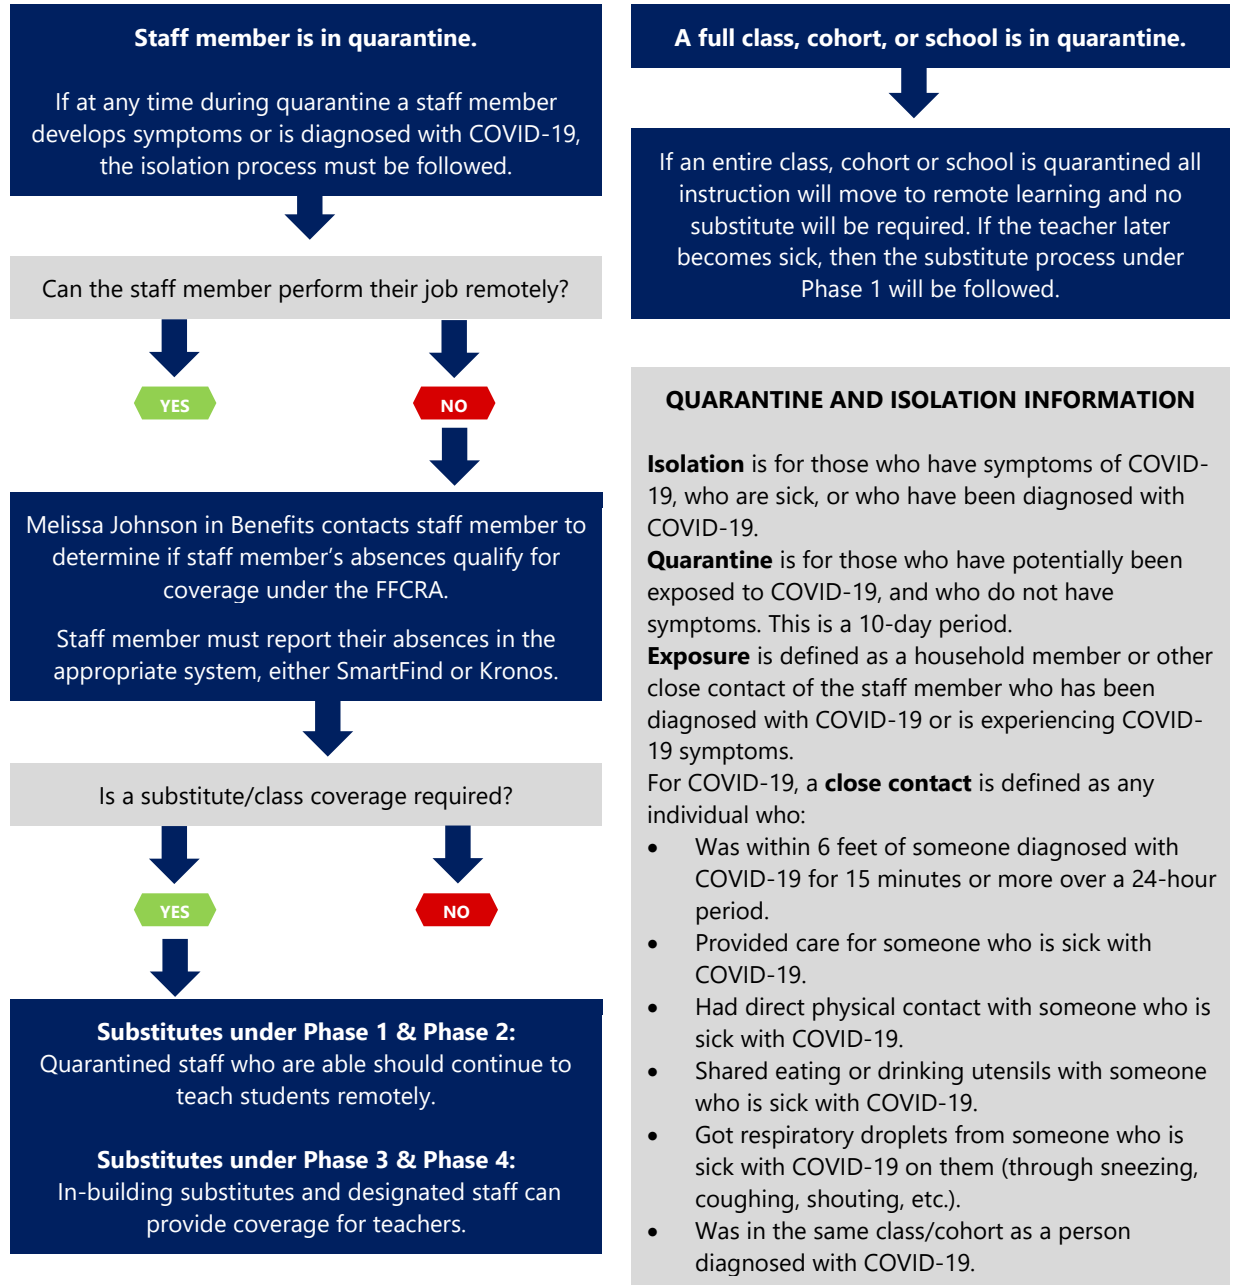 Staff member is in quarantine.
If at any time during quarantine a staff member
develops symptoms or is diagnosed with COVID-19,
the isolation process must be followed.
Can the staff member perform their job remotely?
YES
NO
Melissa Johnson in Benefits contacts staff member to
determine if staff member’s absences qualify for
coverage under the FFCRA.
Staff member must report their absences in the
appropriate system, either SmartFind or Kronos.
Is a substitute/class coverage required?
YES
NO
Substitutes under Phase 1 & Phase 2:
Quarantined staff who are able should continue to
teach students remotely.
Substitutes under Phase 3 & Phase 4:
In-building substitutes and designated staff can
provide coverage for teachers.
A full class, cohort, or school is in quarantine.
If an entire class, cohort or school is quarantined all
instruction will move to remote learning and no
substitute will be required. If the teacher later
becomes sick, then the substitute process under
Phase 1 will be followed.
QUARANTINE AND ISOLATION INFORMATION
Isolation is for those who have symptoms of COVID-
19, who are sick, or who have been diagnosed with
COVID-19.
Quarantine is for those who have potentially been
exposed to COVID-19, and who do not have
symptoms. This is a 10-day period.
Exposure is defined as a household member or other
close contact of the staff member who has been
diagnosed with COVID-19 or is experiencing COVID-
19 symptoms.
For COVID-19, a close contact is defined as any
individual who:
• Was within 6 feet of someone diagnosed with
COVID-19 for 15 minutes or more over a 24-hour
period.
• Provided care for someone who is sick with
COVID-19.
• Had direct physical contact with someone who is
sick with COVID-19.
• Shared eating or drinking utensils with someone
who is sick with COVID-19.
• Got respiratory droplets from someone who is
sick with COVID-19 on them (through sneezing,
coughing, shouting, etc.).
• Was in the same class/cohort as a person
diagnosed with COVID-19.